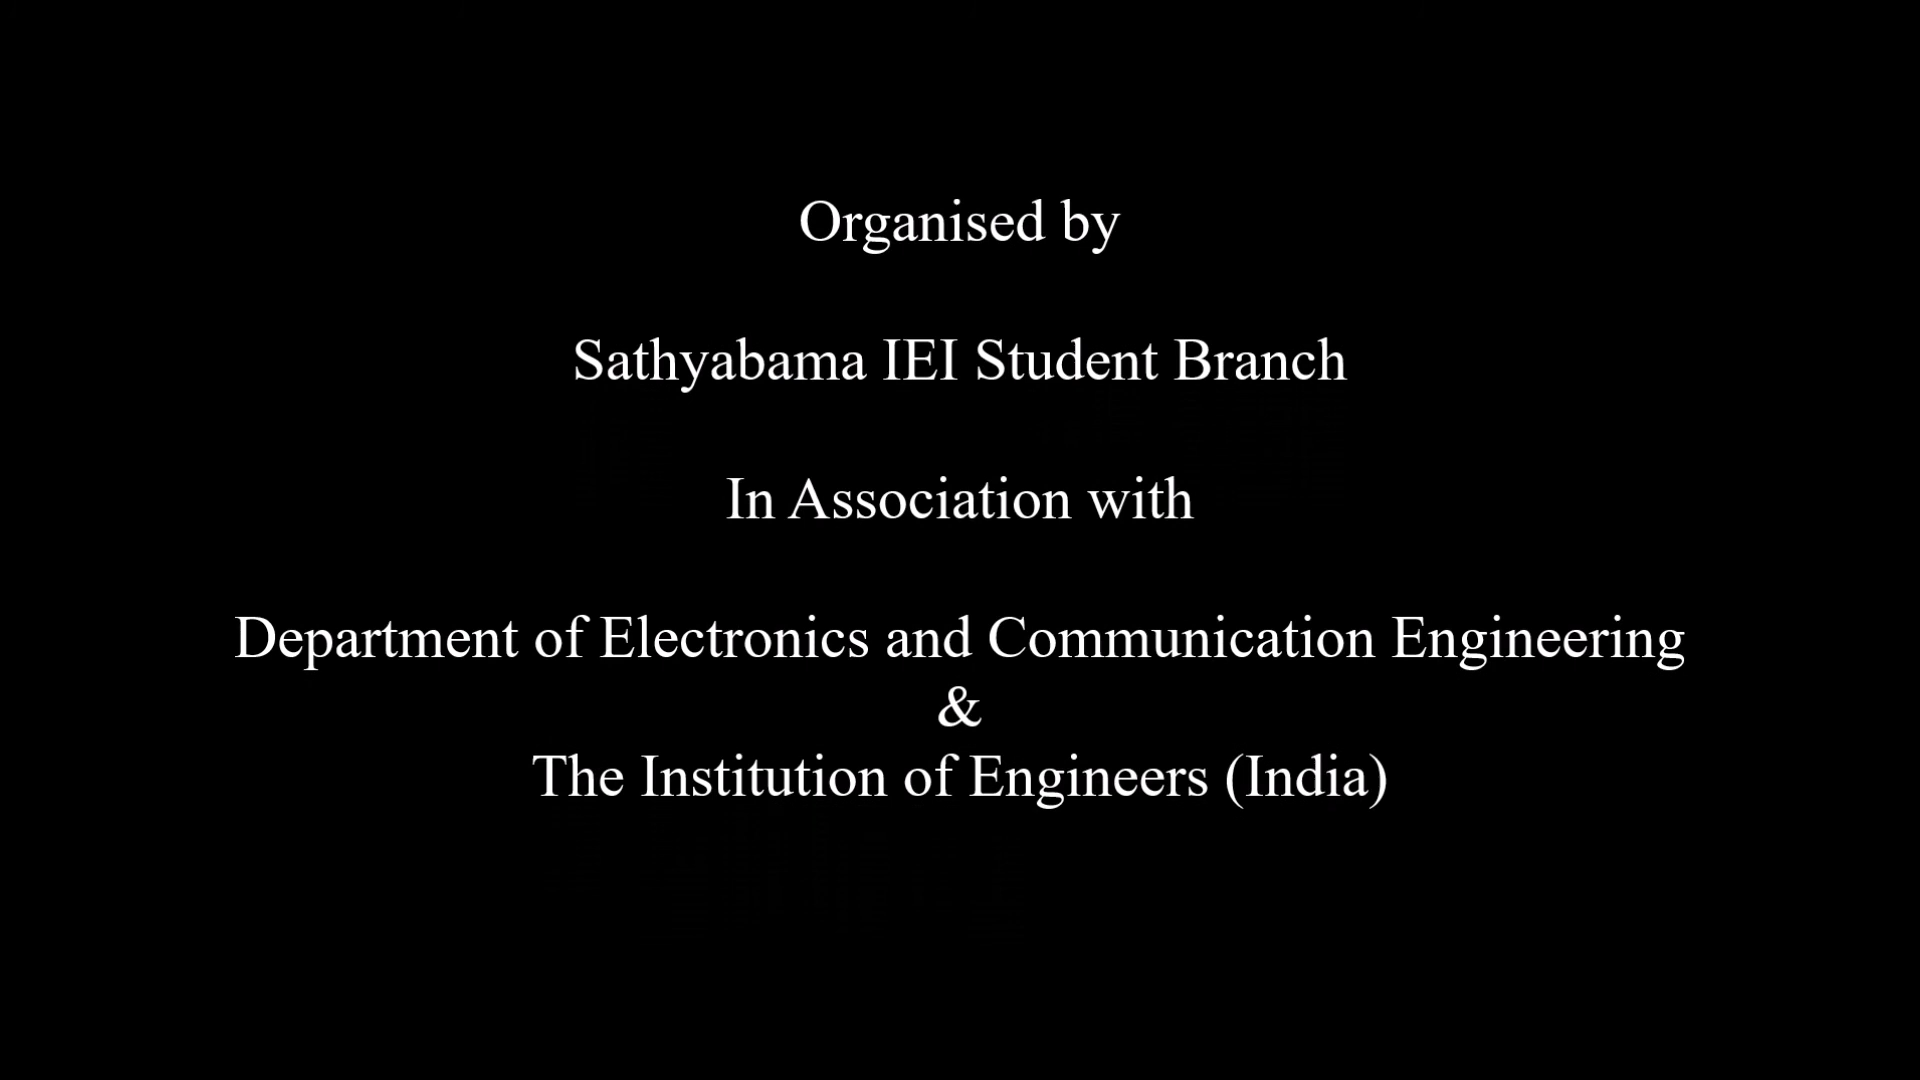 Organised by
Sathyabama IEI Student Branch
In Association with
Department of Electronics and Communication Engineering
&
The Institution of Engineers (India)